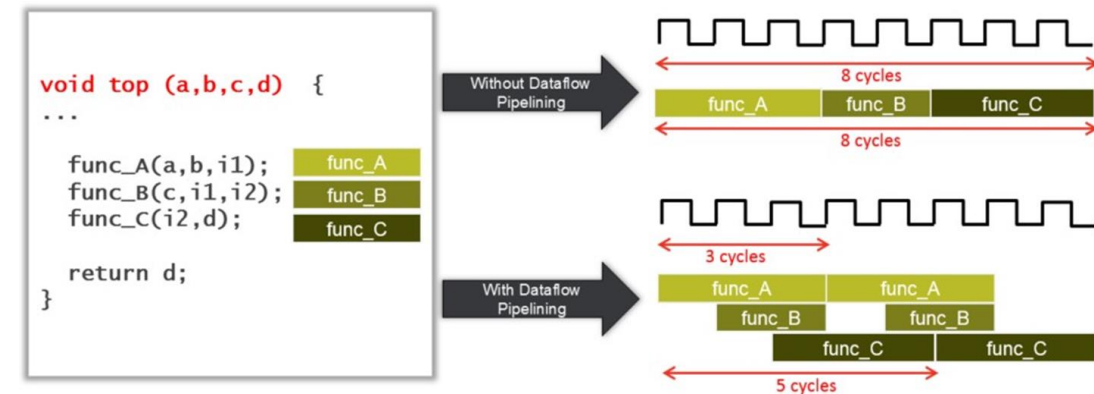 void top (a,b,c,d) {
...
func_A(a,b,i1);
func_B(c,i1,i2);
func_C(i2,d);
return d;
}
func_A
func_B
func_C
Without Dataflow
Pipelining
8 cycles
func_A func_B func_C
8 cycles
With Dataflow
Pipelining
3 cycles
func_A func_A
func_B func_B
func_C func_C
5 cycles